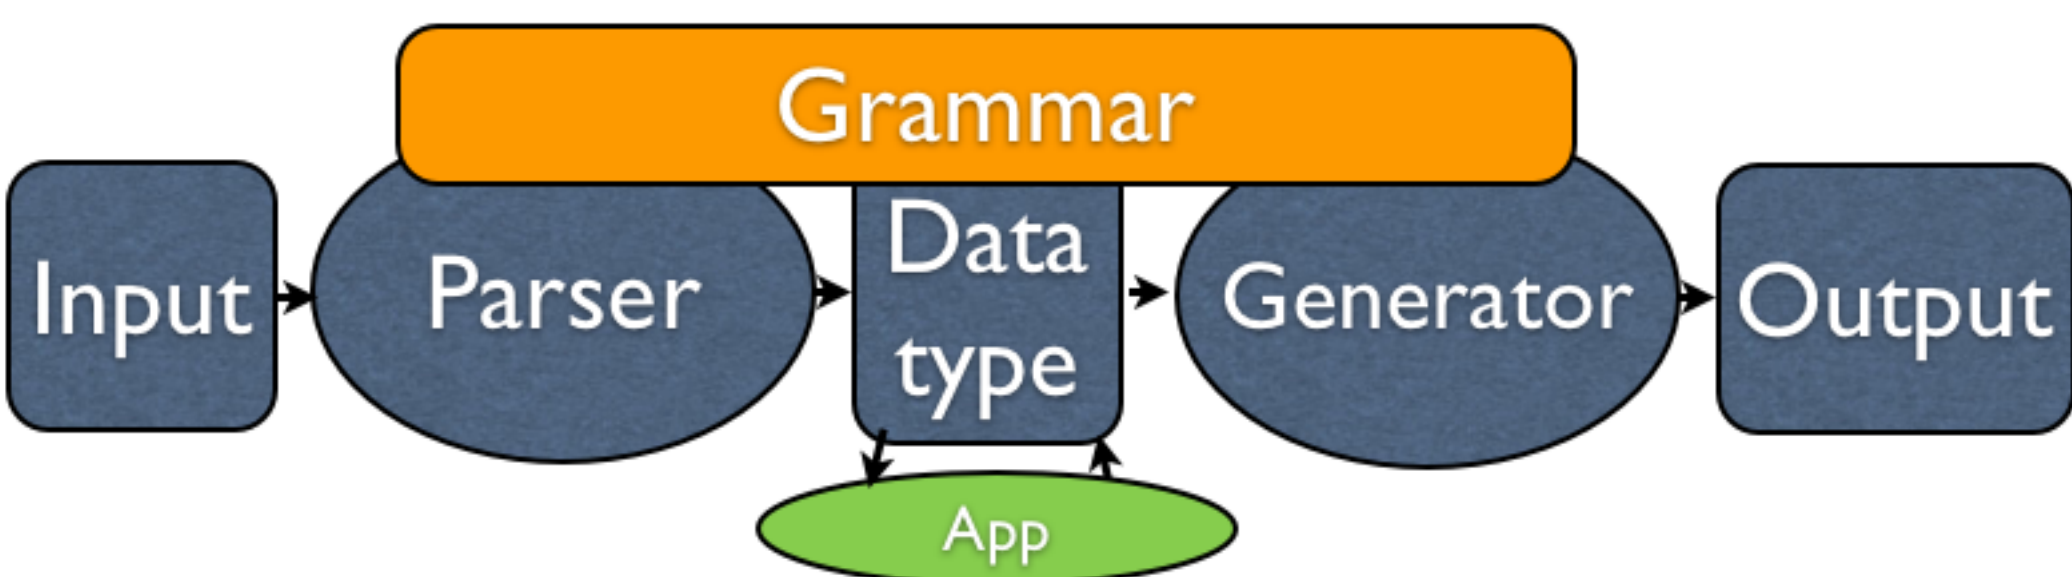 Grammar
Input
Parser
Data
type
Generator
Output
App